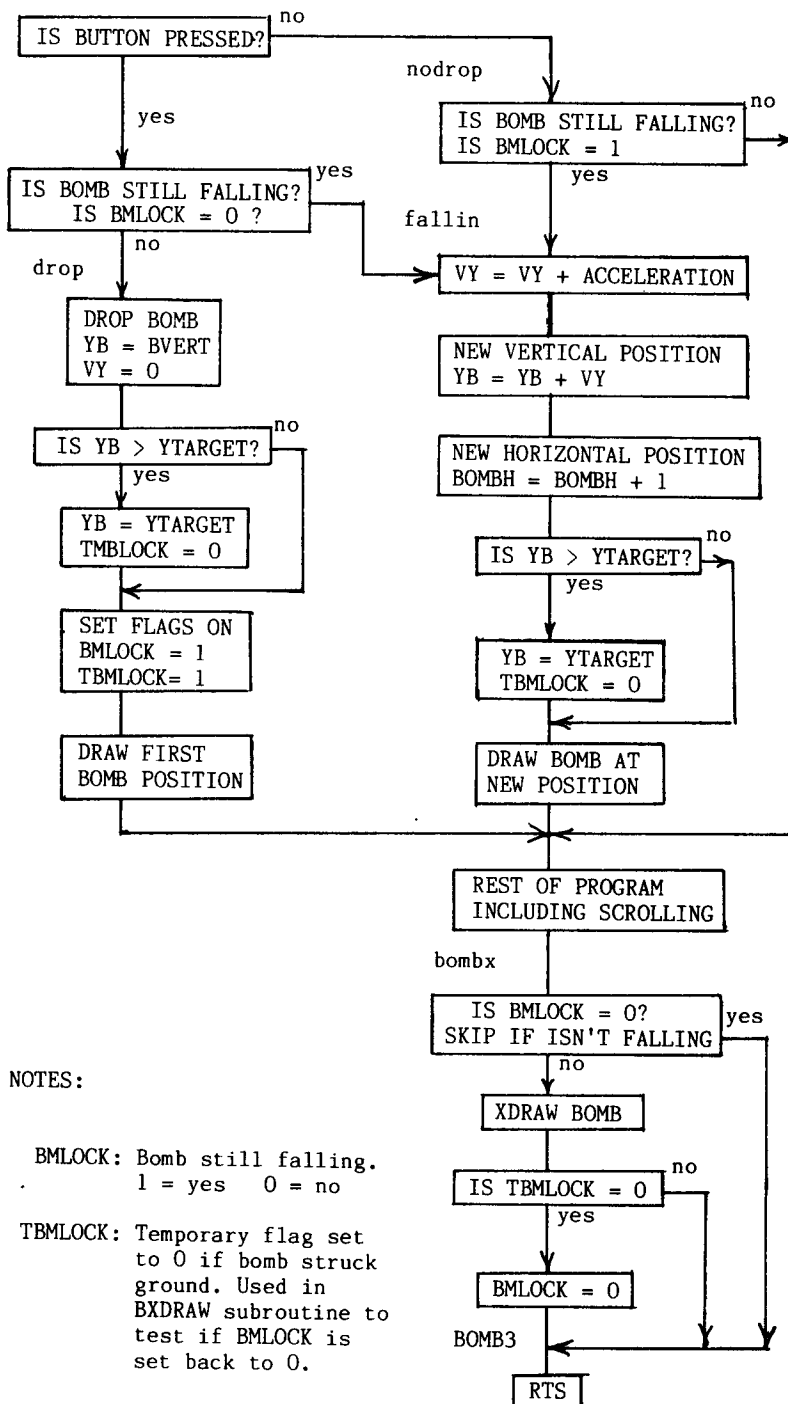 IS BUTTON PRESSED?
no
nodrop
yes
IS BOMB STILL FALLING?
IS BMLOCK = 1
no
yes
IS BOMB STILL FALLING?
IS BMLOCK = 0 ?
yes
no
fallin
drop
VY = VY + ACCELERATION
DROP BOMB
YB = BVERT
VY = 0
NEW VERTICAL POSITION
YB = YB + VY
IS YB > YTARGET?
no
yes
NEW HORIZONTAL POSITION
BOMBH = BOMBH + 1
YB = YTARGET
TMBLOCK = 0
IS YB > YTARGET?
no
yes
SET FLAGS ON
BMLOCK = 1
TBMLOCK= 1
YB = YTARGET
TBMLOCK = 0
DRAW FIRST
BOMB POSITION
DRAW BOMB AT
NEW POSITION
REST OF PROGRAM
INCLUDING SCROLLING
bombx
IS BMLOCK = 0?
SKIP IF ISN'T FALLING
yes
no
XDRAW BOMB
IS TBMLOCK = 0
no
yes
BMLOCK = 0
BOMB3
RTS
NOTES:
BMLOCK: Bomb still falling.
1 = yes 0 = no
TBMLOCK: Temporary flag set
to 0 if bomb struck
ground. Used in
BXDRAW subroutine to
test if BMLOCK is
set back to 0.